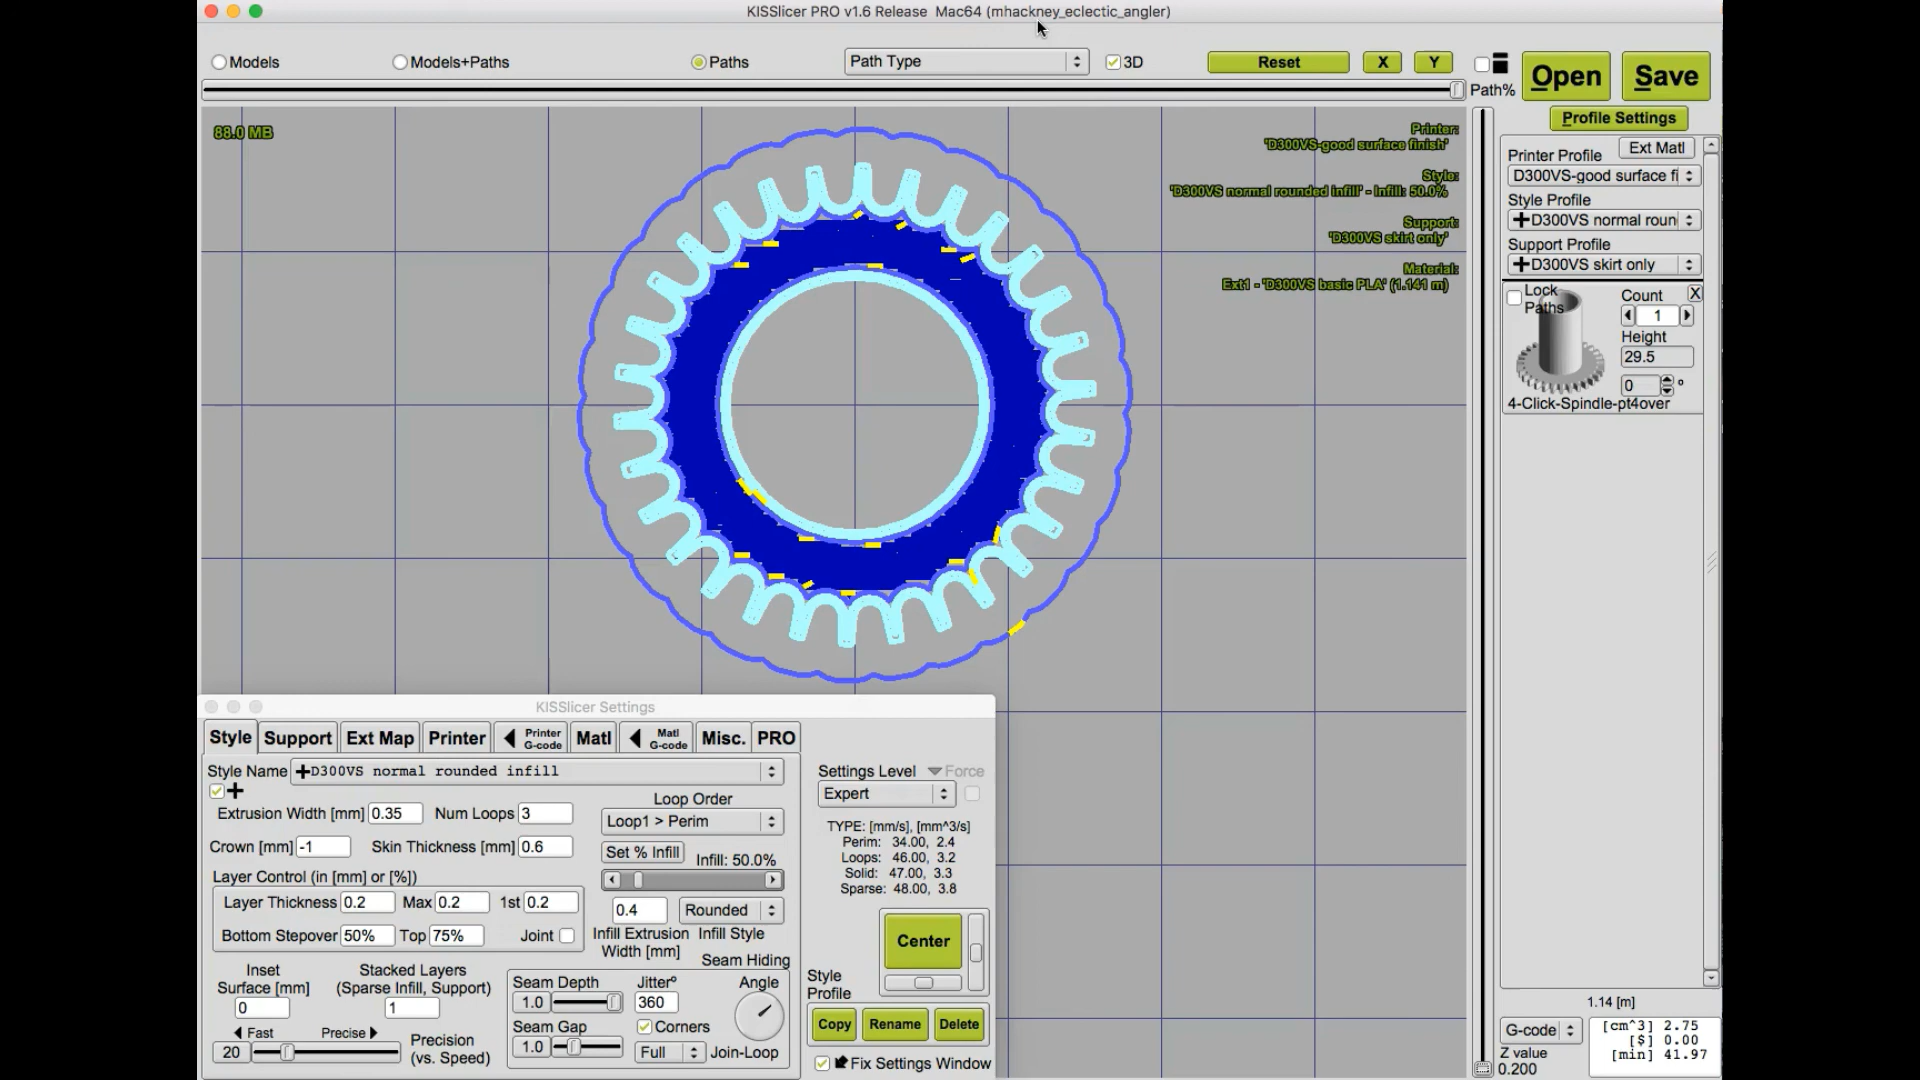 KISSlicer PRO v1.6 Release  Mac64 (mhackney_eclectic_angler)
Models
Models+Paths
Paths
Path Type
3D
Reset
X
Y
Path%
Open
Save
Profile Settings
88.0 MB
Printer:
'D300VS-good surface finish'
Style:
'D300VS normal rounded infill' - Infill: 50.0%
Support:
'D300VS skirt only'
Material:
Ext1 - 'D300VS basic PLA' (1.141 m)
Printer Profile
Ext Matl
D300VS-good surface fi
Style Profile
D300VS normal roun
Support Profile
D300VS skirt only
Lock
Paths
Count
X
1
Height
29.5
0 °
4-Click-Spindle-pt4over
KISSlicer Settings
Style
Support
Ext Map
Printer
Printer
G-code
Matl
Matl
G-code
Misc.
PRO
Style Name
D300VS normal rounded infill
Extrusion Width [mm] 0.35
Num Loops 3
Loop Order
Loop1 > Perim
Crown [mm] -1
Skin Thickness [mm] 0.6
Set % Infill
Infill: 50.0%
Layer Control (in [mm] or [%])
Layer Thickness 0.2
Max 0.2
1st 0.2
0.4
Rounded
Bottom Stepover 50%
Top 75%
Joint
Infill Extrusion
Width [mm]
Infill Style
Seam Hiding
Inset
Surface [mm]
0
Stacked Layers
(Sparse Infill, Support)
1
Seam Depth
1.0
Jitter°
360
Angle
Seam Gap
1.0
Corners
Full
Join-Loop
Fast
Precise
20
Precision
(vs. Speed)
Settings Level
Force
Expert
TYPE: [mm/s], [mm^3/s]
Perim: 34.00, 2.4
Loops: 46.00, 3.2
Solid: 47.00, 3.3
Sparse: 48.00, 3.8
Center
Style
Profile
Copy
Rename
Delete
Fix Settings Window
1.14 [m]
G-code
Z value
0.200
[cm^3] 2.75
[$] 0.00
[min] 41.97